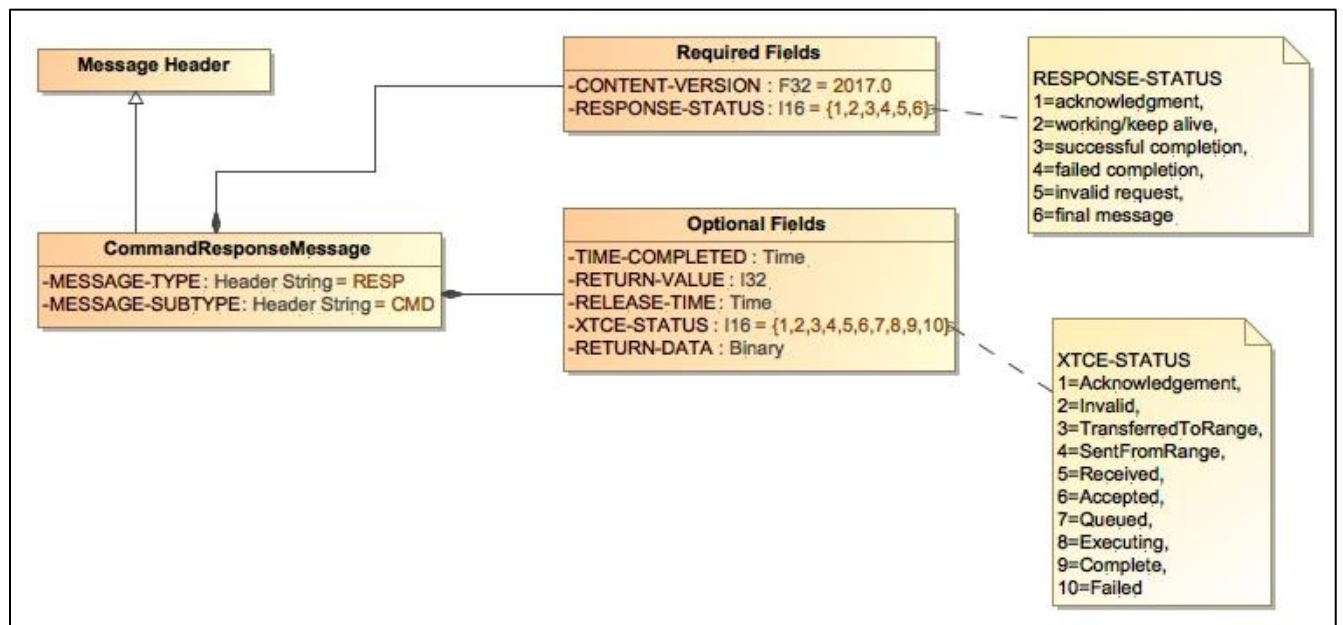 Message Header
CommandResponseMessage
-MESSAGE-TYPE : Header String = RESP
-MESSAGE-SUBTYPE : Header String = CMD
Required Fields
-CONTENT-VERSION : F32 = 2017.0
-RESPONSE-STATUS : I16 = {1,2,3,4,5,6}
Optional Fields
-TIME-COMPLETED : Time
-RETURN-VALUE : I32
-RELEASE-TIME : Time
-XTCE-STATUS : I16 = {1,2,3,4,5,6,7,8,9,10}
-RETURN-DATA : Binary
RESPONSE-STATUS
1=acknowledgment,
2=working/keep alive,
3=successful completion,
4=failed completion,
5=invalid request,
6=final message
XTCE-STATUS
1=Acknowledgement,
2=Invalid,
3=TransferredToRange,
4=SentFromRange,
5=Received,
6=Accepted,
7=Queued,
8=Executing,
9=Complete,
10=Failed